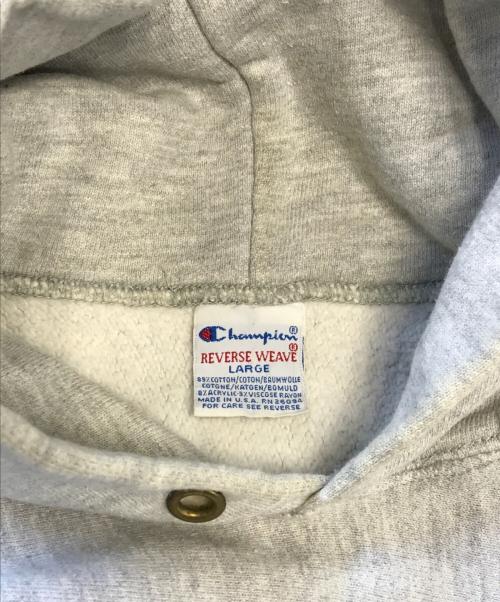 Champion®
REVERSE WEAVE®
LARGE
89% COTTON/COTON/BAUMWOLLE
COTONE/KATOEN/BOMULD
8% ACRYLIC-3% VISCOSE RAYON
MADE IN U.S.A. RN 26094
FOR CARE SEE REVERSE